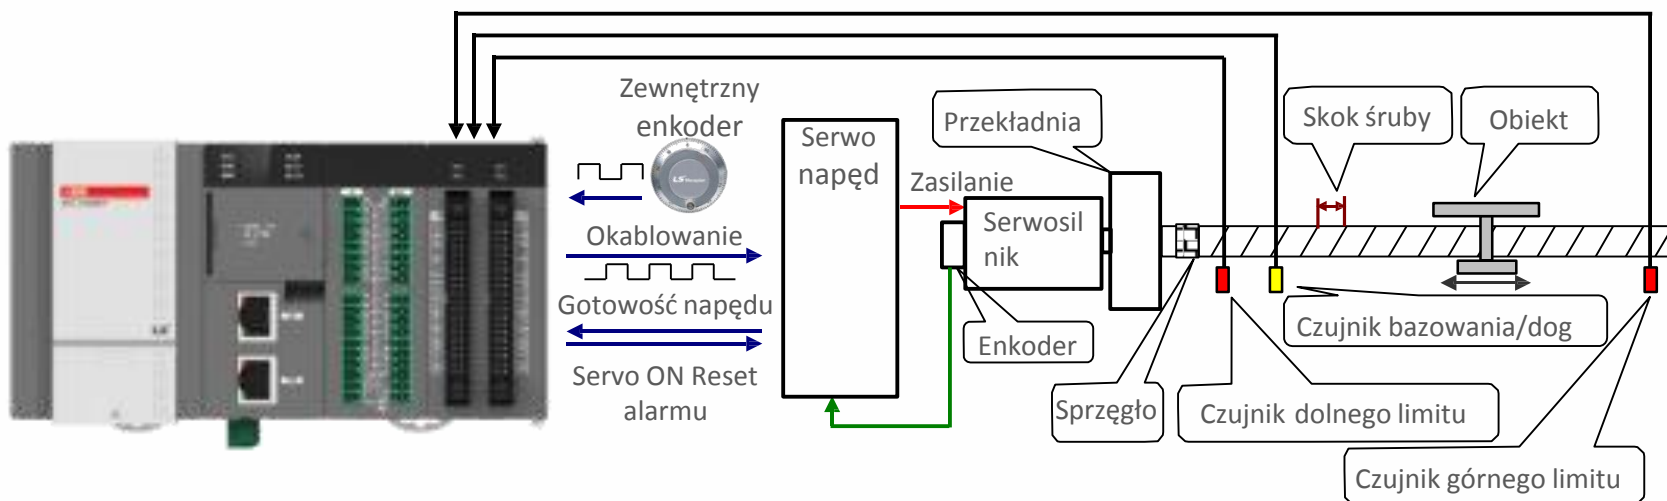 Zewnętrzny
enkoder
Okablowanie
Gotowość napędu
Servo ON Reset
alarmu
Serwo
napęd
Zasilanie
Serwosil
nik
Przekładnia
Enkoder
Sprzęgło
Skok śruby
Obiekt
Czujnik bazowania/dog
Czujnik dolnego limitu
Czujnik górnego limitu
LS